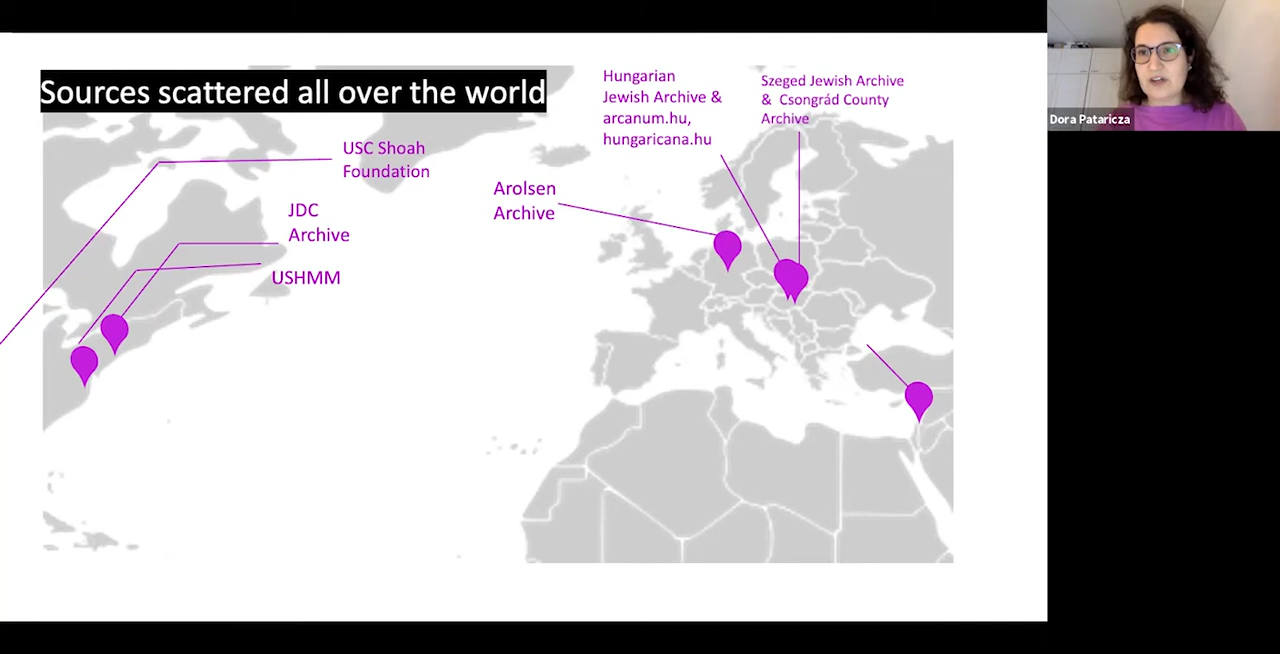 Sources scattered all over the world
Hungarian
Jewish Archive &
arcanum.hu,
hungaricana.hu
Szeged Jewish Archive
& Csongrád County
Archive
Dora Pataricza
USC Shoah
Foundation
Arolsen
Archive
JDC
Archive
USHMM